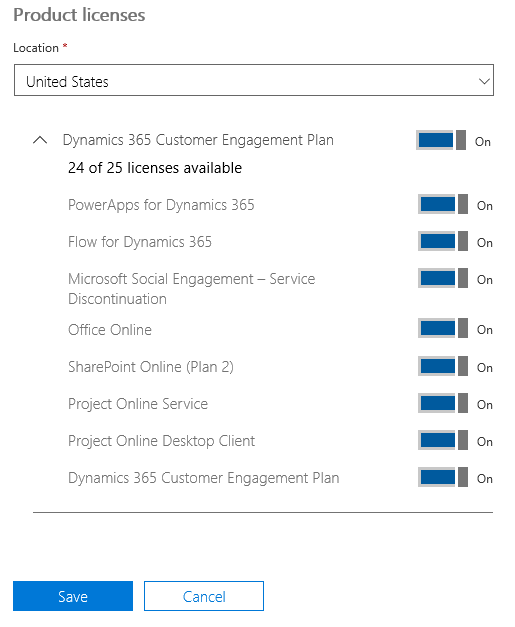 Product licenses
Location *
United States
Dynamics 365 Customer Engagement Plan On
24 of 25 licenses available
PowerApps for Dynamics 365 On
Flow for Dynamics 365 On
Microsoft Social Engagement – Service On
Discontinuation
Office Online On
SharePoint Online (Plan 2) On
Project Online Service On
Project Online Desktop Client On
Dynamics 365 Customer Engagement Plan On
Save Cancel